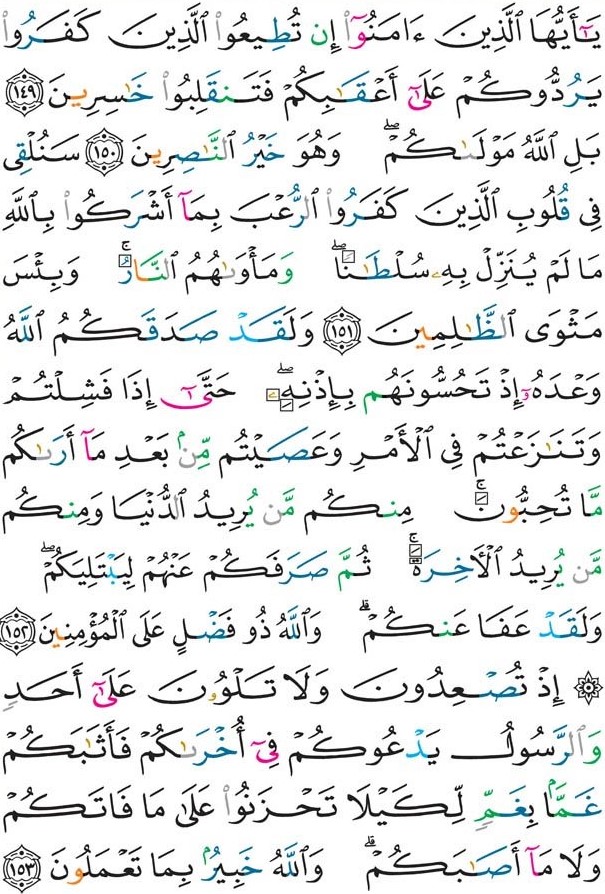 يَـٰٓأَيُّهَا ٱلَّذِينَ ءَامَنُوٓا۟ إِن تُطِيعُوا۟ ٱلَّذِينَ كَفَرُوا۟
يَرُدُّوكُمْ عَلَىٰٓ أَعْقَـٰبِكُمْ فَتَنقَلِبُوا۟ خَـٰسِرِينَ ١٤٩
بَلِ ٱللَّهُ مَوْلَىٰكُمْ ۖ وَهُوَ خَيْرُ ٱلنَّـٰصِرِينَ ١٥٠ سَنُلْقِى
فِى قُلُوبِ ٱلَّذِينَ كَفَرُوا۟ ٱلرُّعْبَ بِمَآ أَشْرَكُوا۟ بِٱللَّهِ
مَا لَمْ يُنَزِّلْ بِهِۦ سُلْطَـٰنًا ۖ وَمَأْوَىٰهُمُ ٱلنَّارُ ۚ وَبِئْسَ
مَثْوَى ٱلظَّـٰلِمِينَ ١٥١ وَلَقَدْ صَدَقَكُمُ ٱللَّهُ
وَعْدَهُۥٓ إِذْ تَحُسُّونَهُم بِإِذْنِهِۦ ۖ حَتَّىٰٓ إِذَا فَشِلْتُمْ
وَتَنَـٰزَعْتُمْ فِى ٱلْأَمْرِ وَعَصَيْتُم مِّنۢ بَعْدِ مَآ أَرَىٰكُم
مَّا تُحِبُّونَ ۚ مِنكُم مَّن يُرِيدُ ٱلدُّنْيَا وَمِنكُم
مَّن يُرِيدُ ٱلْـَٔاخِرَةَ ۚ ثُمَّ صَرَفَكُمْ عَنْهُمْ لِيَبْتَلِيَكُمْ ۖ
وَلَقَدْ عَفَا عَنكُمْ ۗ وَٱللَّهُ ذُو فَضْلٍ عَلَى ٱلْمُؤْمِنِينَ ١٥٢
۞ إِذْ تُصْعِدُونَ وَلَا تَلْوُۥنَ عَلَىٰٓ أَحَدٍ
وَٱلرَّسُولُ يَدْعُوكُمْ فِىٓ أُخْرَىٰكُمْ فَأَثَـٰبَكُمْ
غَمًّۢا بِغَمٍّ لِّكَيْلَا تَحْزَنُوا۟ عَلَىٰ مَا فَاتَكُمْ
وَلَا مَآ أَصَـٰبَكُمْ ۗ وَٱللَّهُ خَبِيرٌۢ بِمَا تَعْمَلُونَ ١٥٣